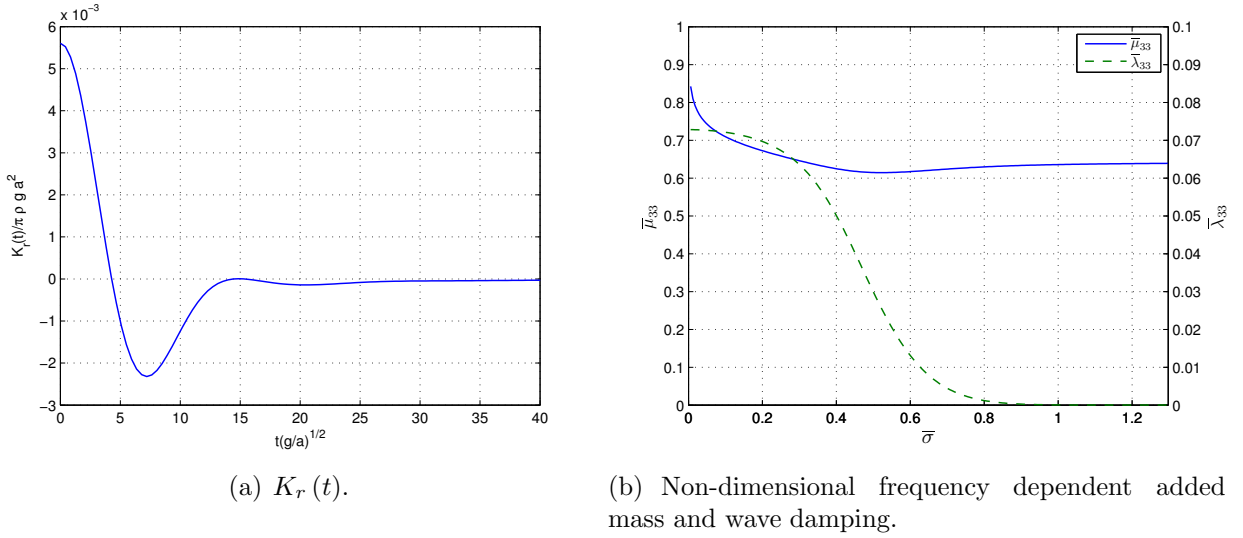 x 10⁻³
6
5
4
3
2
1
0
−1
−2
−3
K_r(t)/π ρ g a²
0 5 10 15 20 25 30 35 40
t(g/a)^{1/2}
(a) K_r (t).
1
0.9
0.8
0.7
0.6
0.5
0.4
0.3
0.2
0.1
0
μ̅₃₃
0 0.2 0.4 0.6 0.8 1 1.2
σ̅
0.1
0.09
0.08
0.07
0.06
0.05
0.04
0.03
0.02
0.01
0
λ̅₃₃
μ̅₃₃
λ̅₃₃
(b) Non-dimensional frequency dependent added
mass and wave damping.